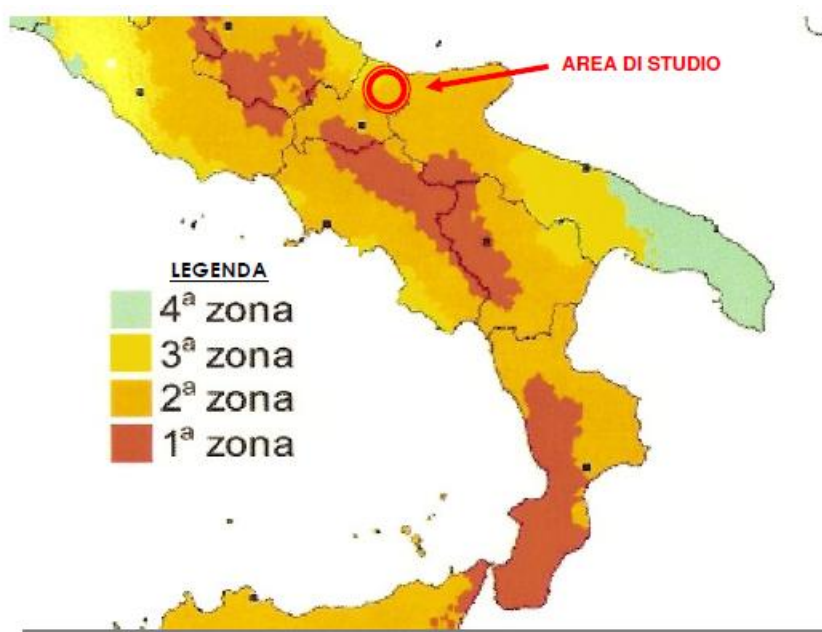 AREA DI STUDIO
LEGENDA
4ª zona
3ª zona
2ª zona
1ª zona